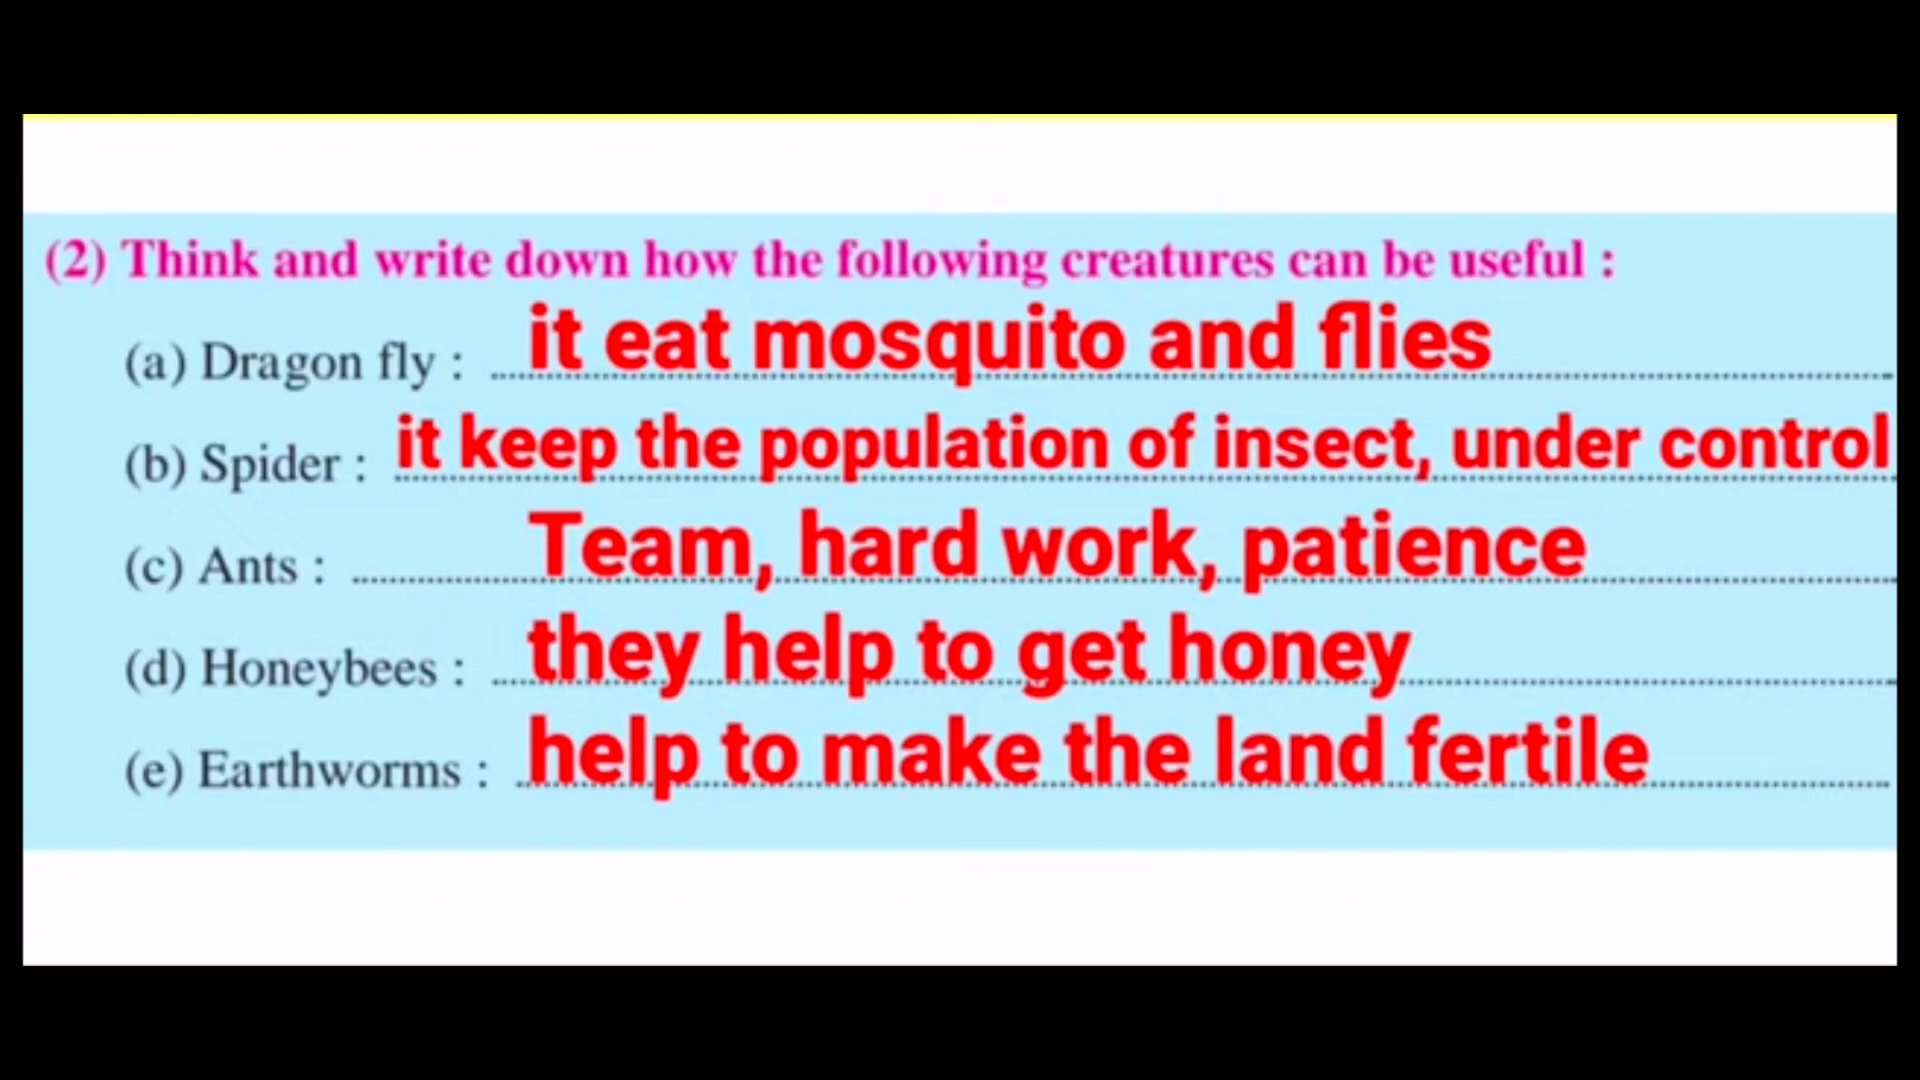 (2) Think and write down how the following creatures can be useful :
(a) Dragon fly : it eat mosquito and flies
(b) Spider : it keep the population of insect, under control
(c) Ants : Team, hard work, patience
(d) Honeybees : they help to get honey
(e) Earthworms : help to make the land fertile